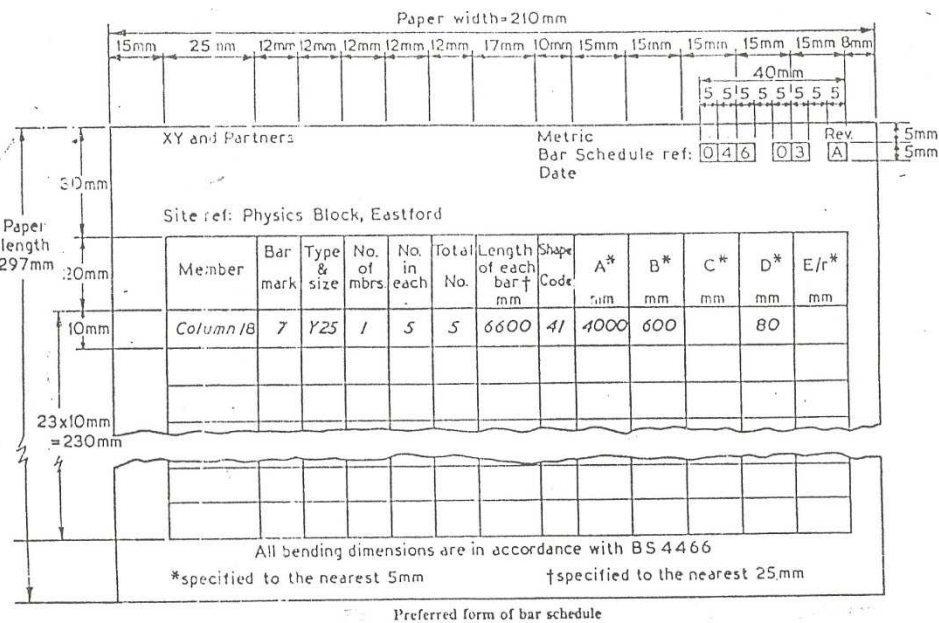 Paper width=210mm
15mm 25 mm 12mm 12mm 12mm 12mm 12mm 17mm 10mm 15mm 15mm 15mm 15mm 15mm 8mm
40mm
5 5 5 5 5 5 5 5
XY and Partners Metric Rev. 5mm
Bar Schedule ref: 0 4 6 0 3 A 5mm
Date
30mm
Site ref: Physics Block, Eastford
Paper
length
297mm
20mm
Member Bar mark Type & size No. of mbrs. No. in each Total No. Length of each bar† mm Shape Code A* mm B* mm C* mm D* mm E/r* mm
10mm Column 18 7 Y25 1 5 5 6600 41 4000 600 80
23x10mm
=230mm
All bending dimensions are in accordance with BS 4466
*specified to the nearest 5mm †specified to the nearest 25mm
Preferred form of bar schedule